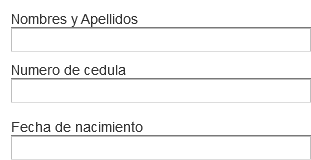 Nombres y Apellidos
Numero de cedula
Fecha de nacimiento